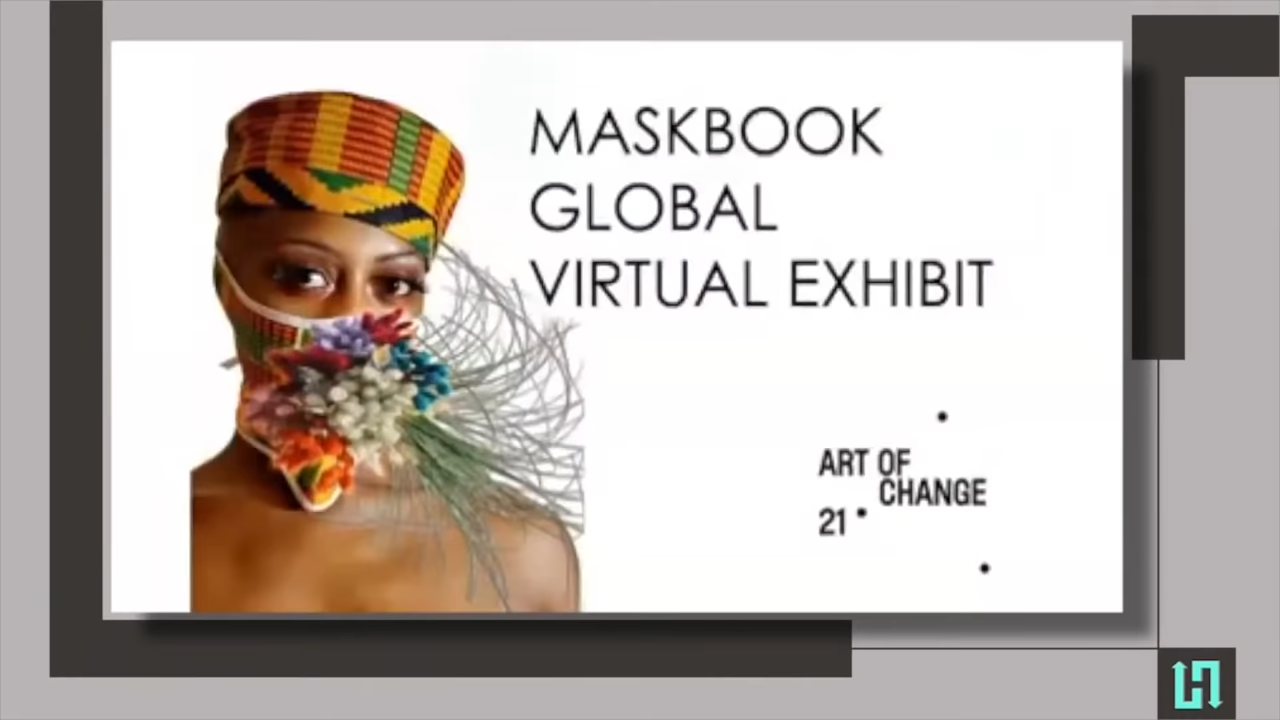 MASKBOOK
GLOBAL
VIRTUAL EXHIBIT
ART OF
CHANGE
21